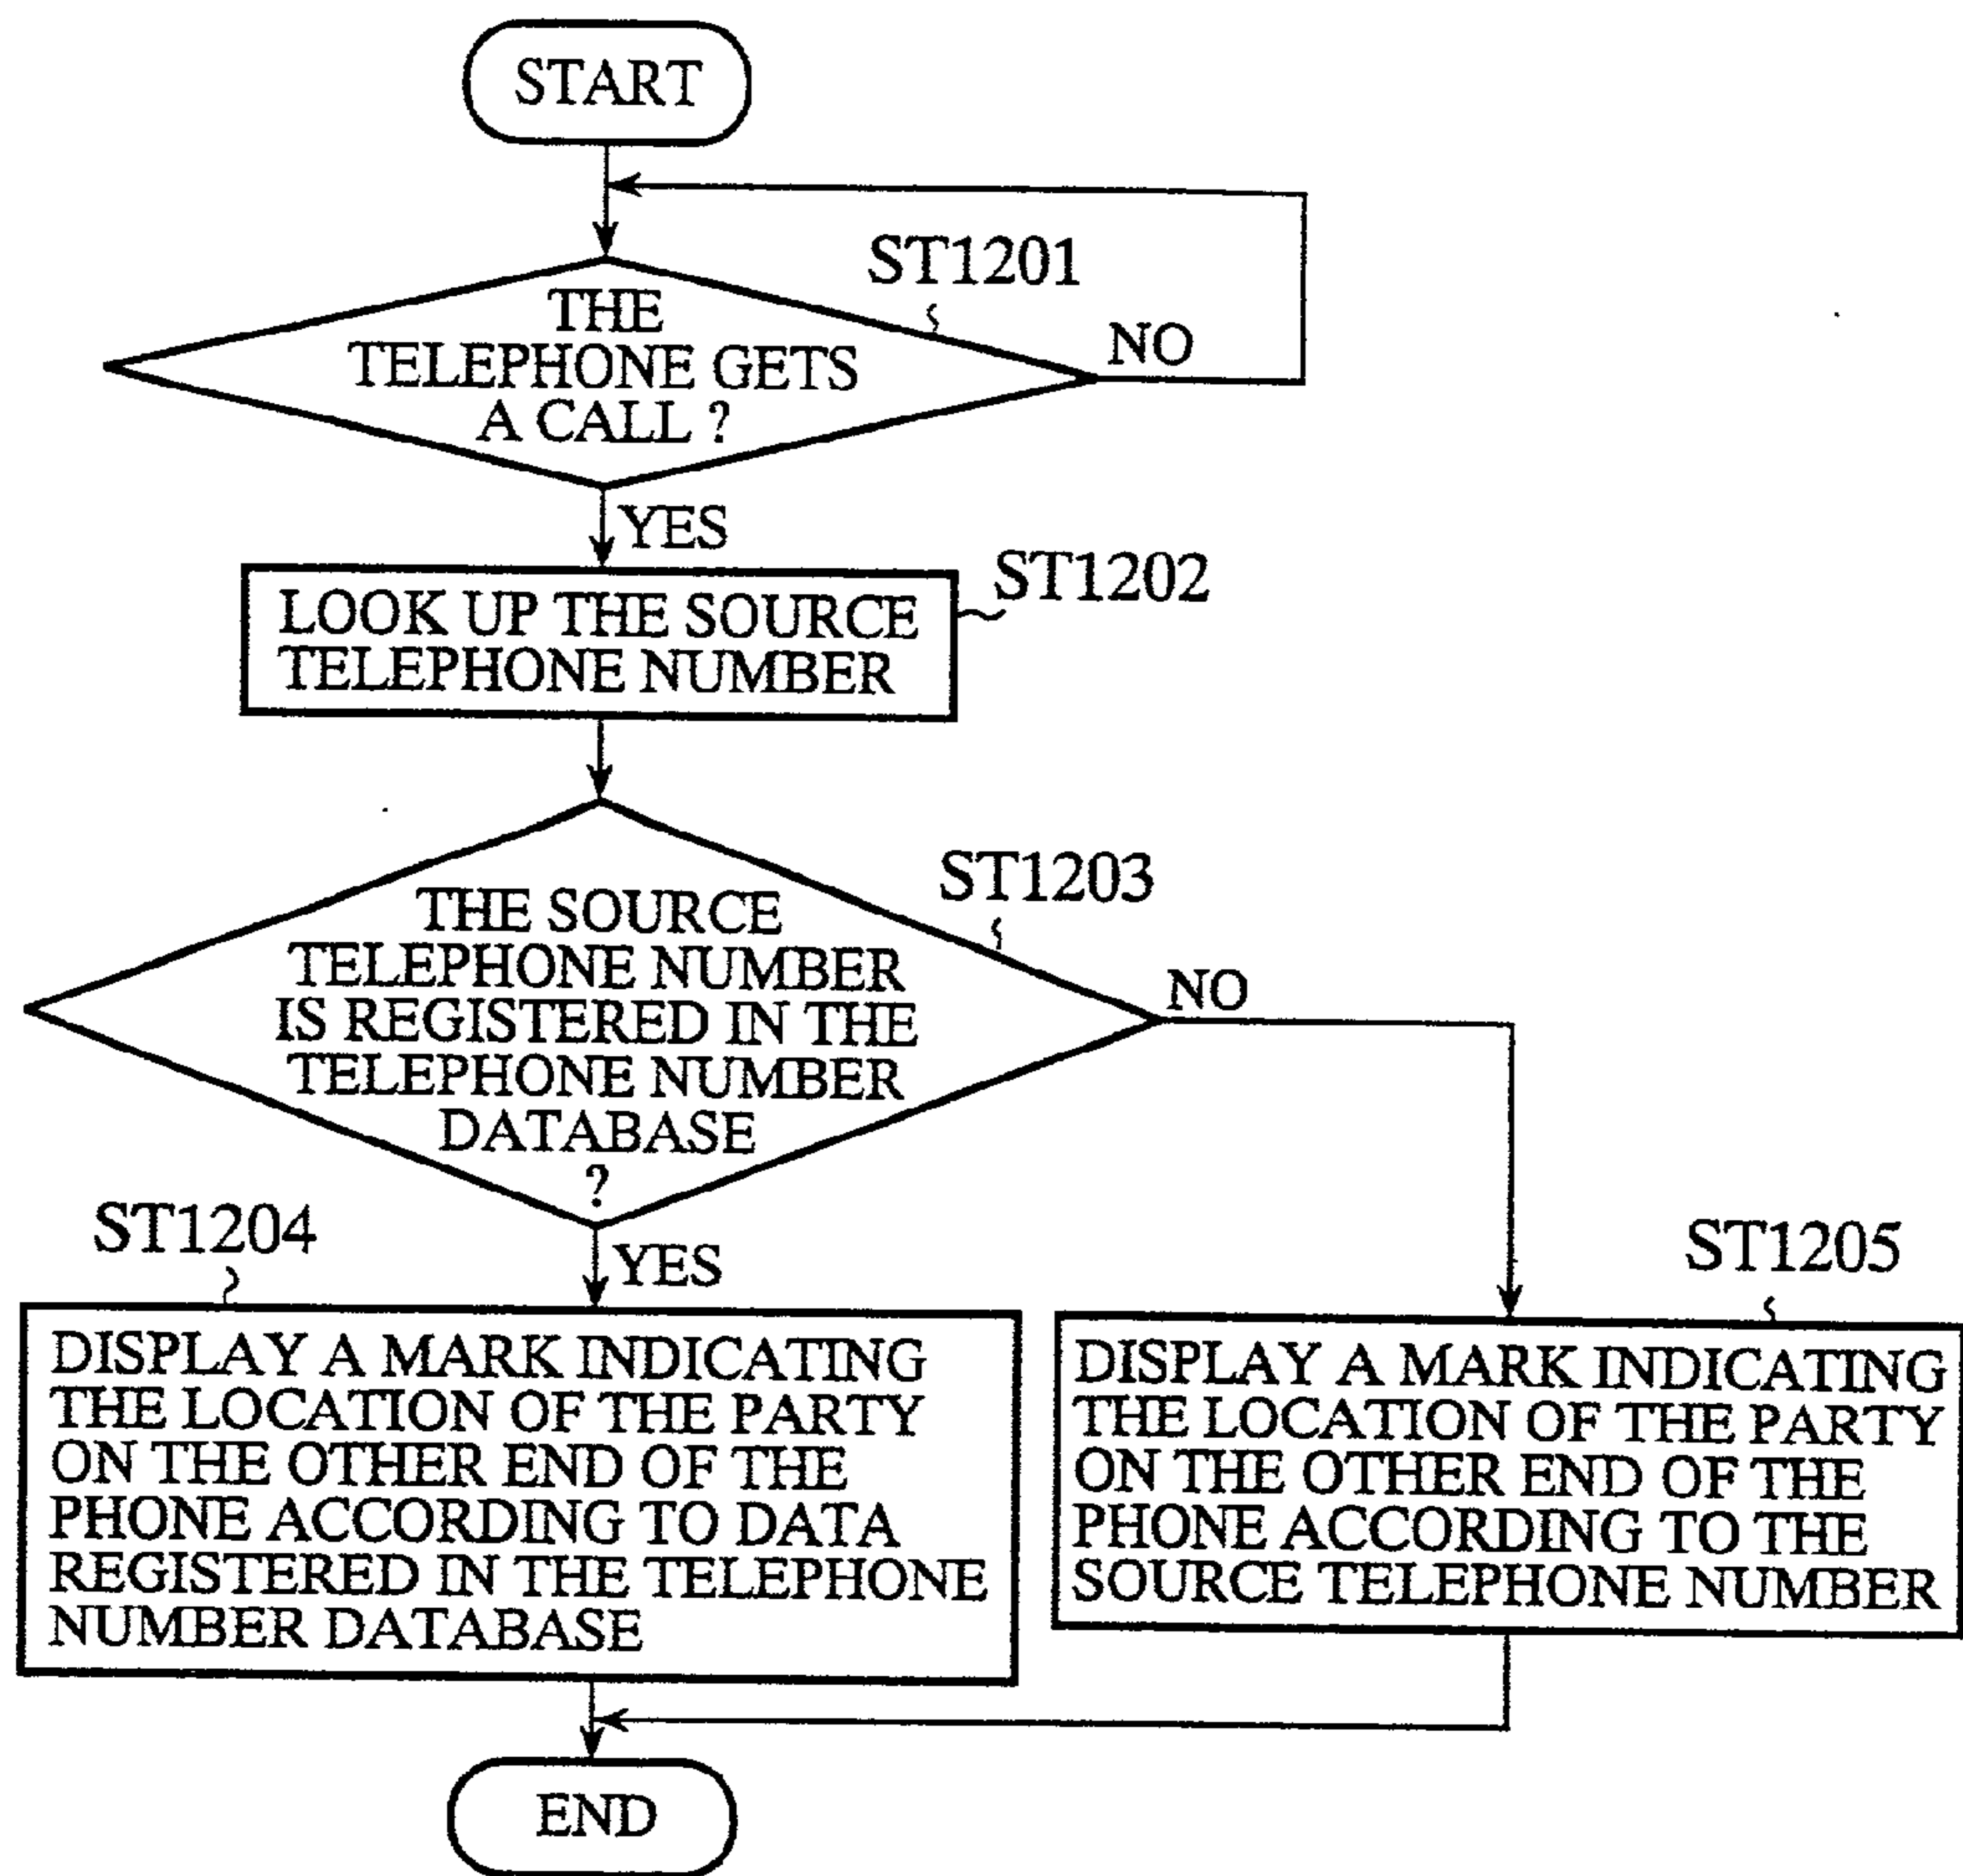 START
ST1201
THE
TELEPHONE GETS
A CALL ?
NO
YES
ST1202
LOOK UP THE SOURCE
TELEPHONE NUMBER
ST1203
THE SOURCE
TELEPHONE NUMBER
IS REGISTERED IN THE
TELEPHONE NUMBER
DATABASE
?
NO
YES
ST1204
DISPLAY A MARK INDICATING
THE LOCATION OF THE PARTY
ON THE OTHER END OF THE
PHONE ACCORDING TO DATA
REGISTERED IN THE TELEPHONE
NUMBER DATABASE
ST1205
DISPLAY A MARK INDICATING
THE LOCATION OF THE PARTY
ON THE OTHER END OF THE
PHONE ACCORDING TO THE
SOURCE TELEPHONE NUMBER
END